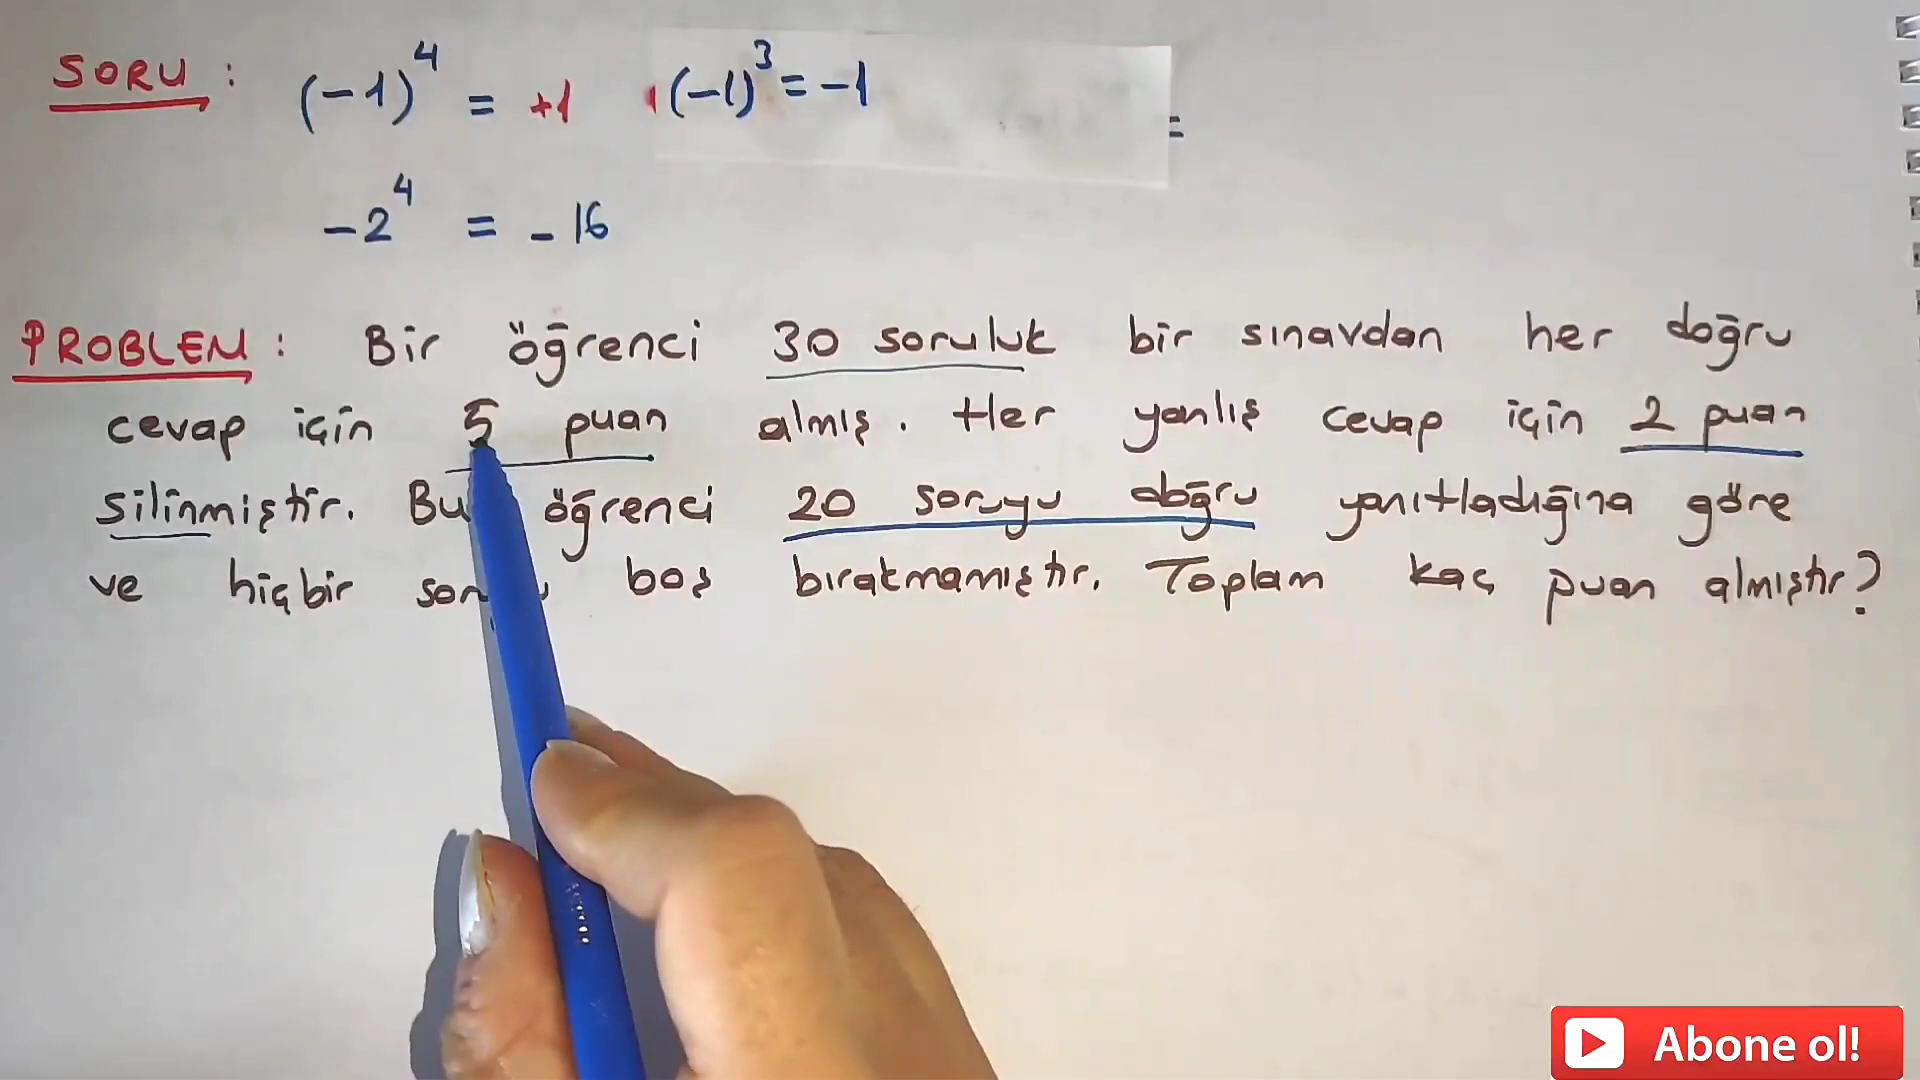 SORU : (-1)⁴ = +1 (-1)³ = -1 =
-2⁴ = - 16
PROBLEM : Bir öğrenci 30 soruluk bir sınavdan her doğru
cevap için 5 puan almış. Her yanlış cevap için 2 puan
silinmiştir. Bu öğrenci 20 soruyu doğru yanıtladığına göre
ve hiçbir boş bırakmamıştır. Toplam kaç puan almıştır?
Abone ol!